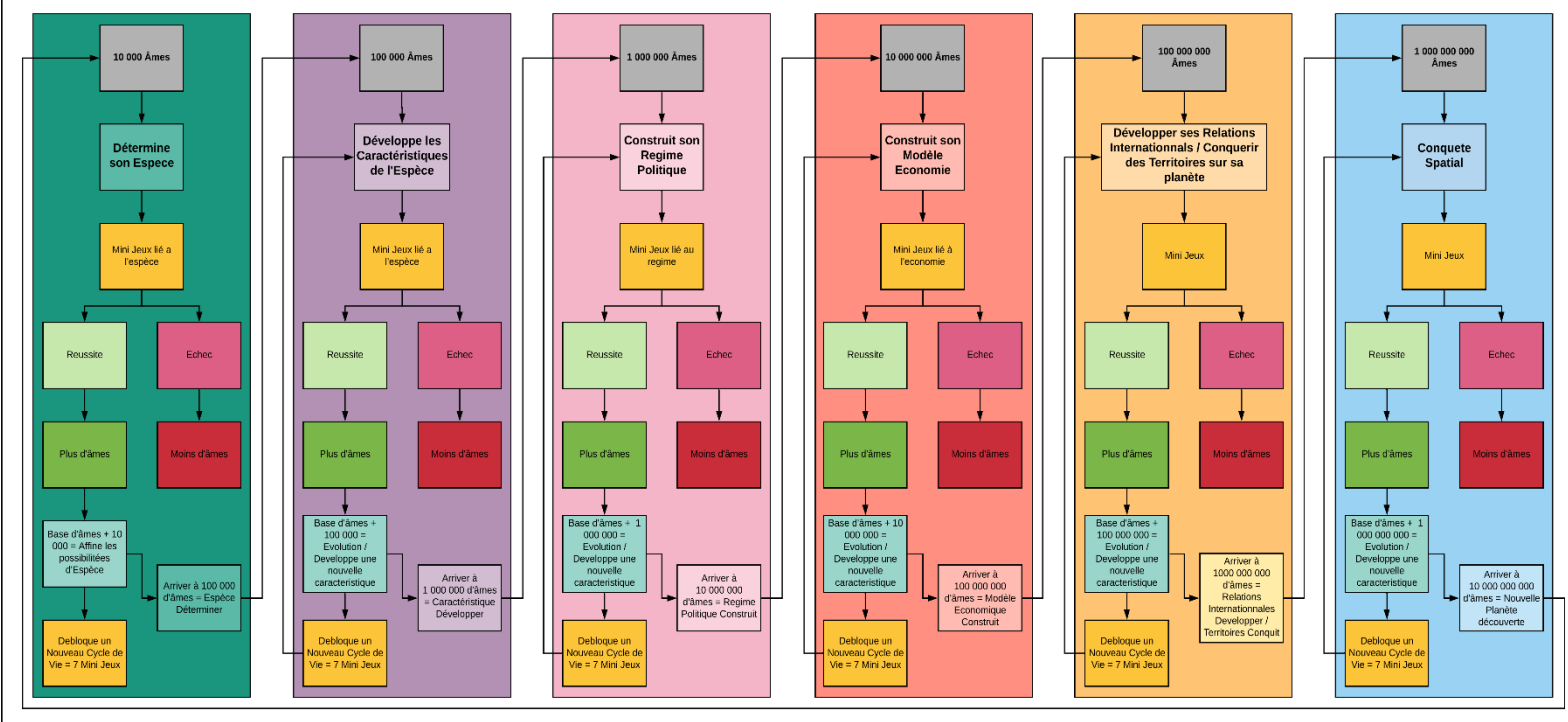 10 000 Âmes
Détermine
son Espece
Mini Jeux lié a
l'espèce
Reussite
Echec
Plus d'âmes
Moins d'âmes
Base d'âmes + 10
000 = Affine les
possibilitées
d'Espèce
Arriver à 100 000
d'âmes = Espèce
Déterminer
Debloque un
Nouveau Cycle de
Vie = 7 Mini Jeux
100 000 Âmes
Développe les
Caractéristiques
de l'Espèce
Mini Jeux lié a
l'espèce
Reussite
Echec
Plus d'âmes
Moins d'âmes
Base d'âmes +
100 000 =
Evolution /
Developpe une
nouvelle
caracteristique
Arriver à
1 000 000 d'âmes
= Caractéristique
Développer
Debloque un
Nouveau Cycle de
Vie = 7 Mini Jeux
1 000 000 Âmes
Construit son
Regime
Politique
Mini Jeux lié au
regime
Reussite
Echec
Plus d'âmes
Moins d'âmes
Base d'âmes + 1
000 000 =
Evolution /
Developpe une
nouvelle
caracteristique
Arriver à
10 000 000
d'âmes = Regime
Politique Construit
Debloque un
Nouveau Cycle de
Vie = 7 Mini Jeux
10 000 000 Âmes
Construit son
Modèle
Economie
Mini Jeux lié à
l'economie
Reussite
Echec
Plus d'âmes
Moins d'âmes
Base d'âmes + 10
000 000 =
Evolution /
Developpe une
nouvelle
caracteristique
Arriver à
100 000 000
d'âmes = Modèle
Economique
Construit
Debloque un
Nouveau Cycle de
Vie = 7 Mini Jeux
100 000 000
Âmes
Développer ses Relations
Internationnals / Conquerir
des Territoires sur sa
planète
Mini Jeux
Reussite
Echec
Plus d'âmes
Moins d'âmes
Base d'âmes +
100 000 000 =
Evolution /
Developpe une
nouvelle
caracteristique
Arriver à
1000 000 000
d'âmes =
Relations
Internationnales
Developper /
Territoires Conquit
Debloque un
Nouveau Cycle de
Vie = 7 Mini Jeux
1 000 000 000
Âmes
Conquete
Spatial
Mini Jeux
Reussite
Echec
Plus d'âmes
Moins d'âmes
Base d'âmes + 1
000 000 000 =
Evolution /
Developpe une
nouvelle
caracteristique
Arriver à
10 000 000 000
d'âmes = Nouvelle
Planète
découverte
Debloque un
Nouveau Cycle de
Vie = 7 Mini Jeux